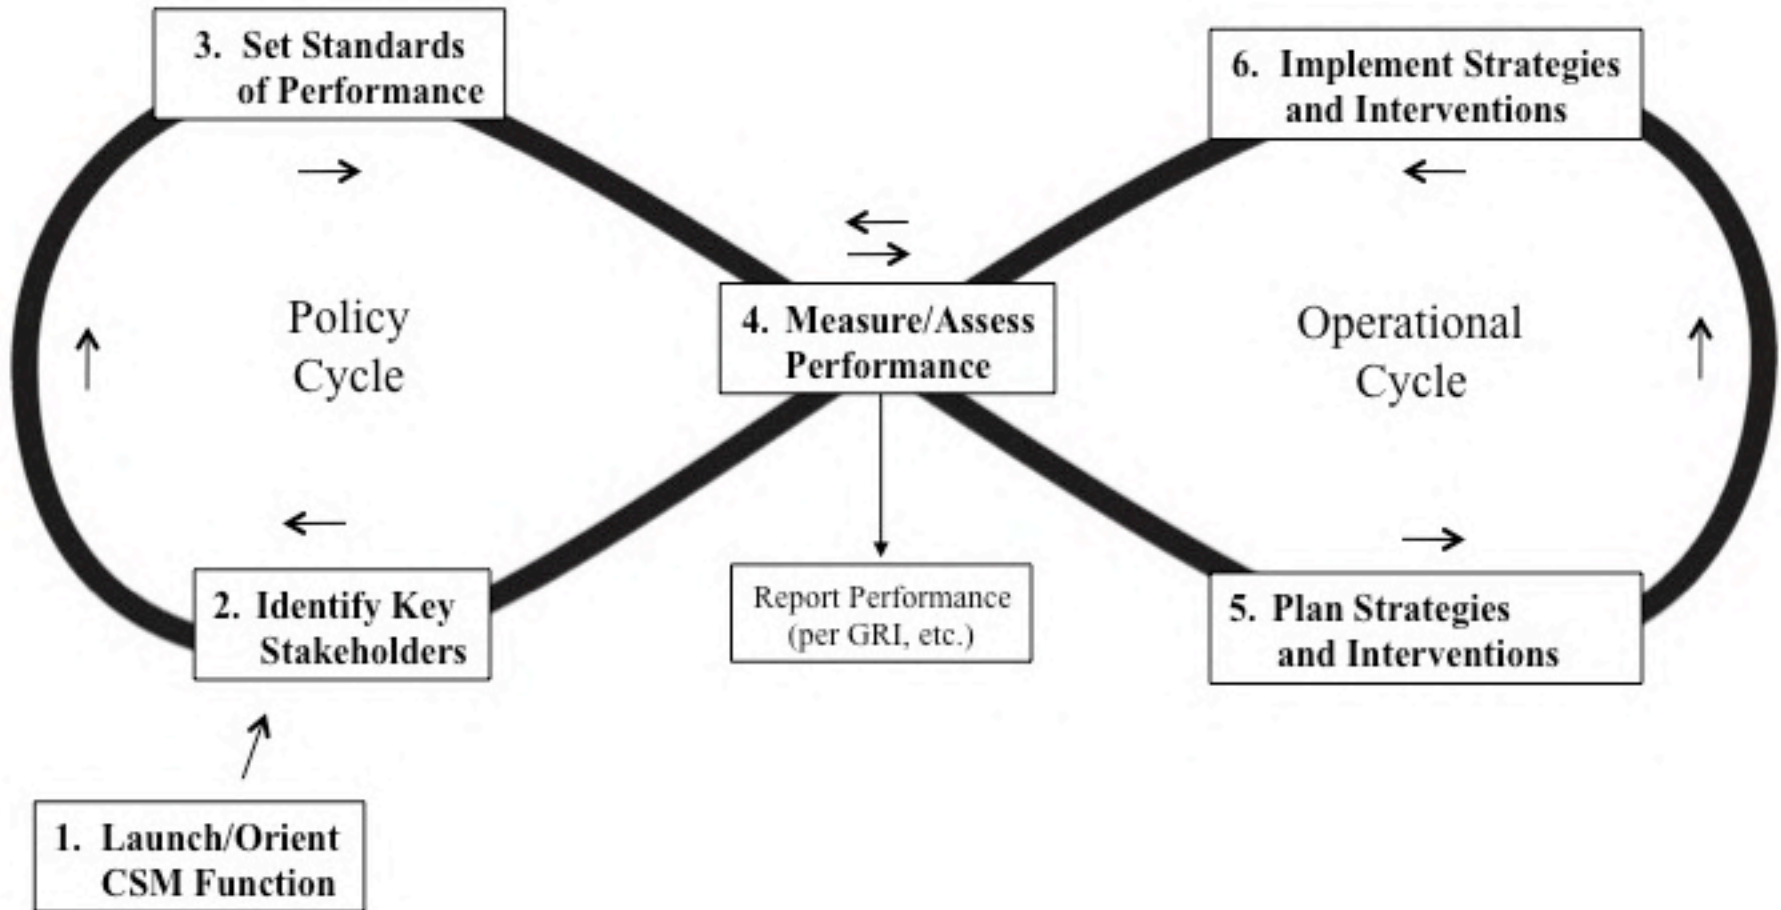 3. Set Standards
of Performance
6. Implement Strategies
and Interventions
Policy
Cycle
4. Measure/Assess
Performance
Operational
Cycle
2. Identify Key
Stakeholders
Report Performance
(per GRI, etc.)
5. Plan Strategies
and Interventions
1. Launch/Orient
CSM Function